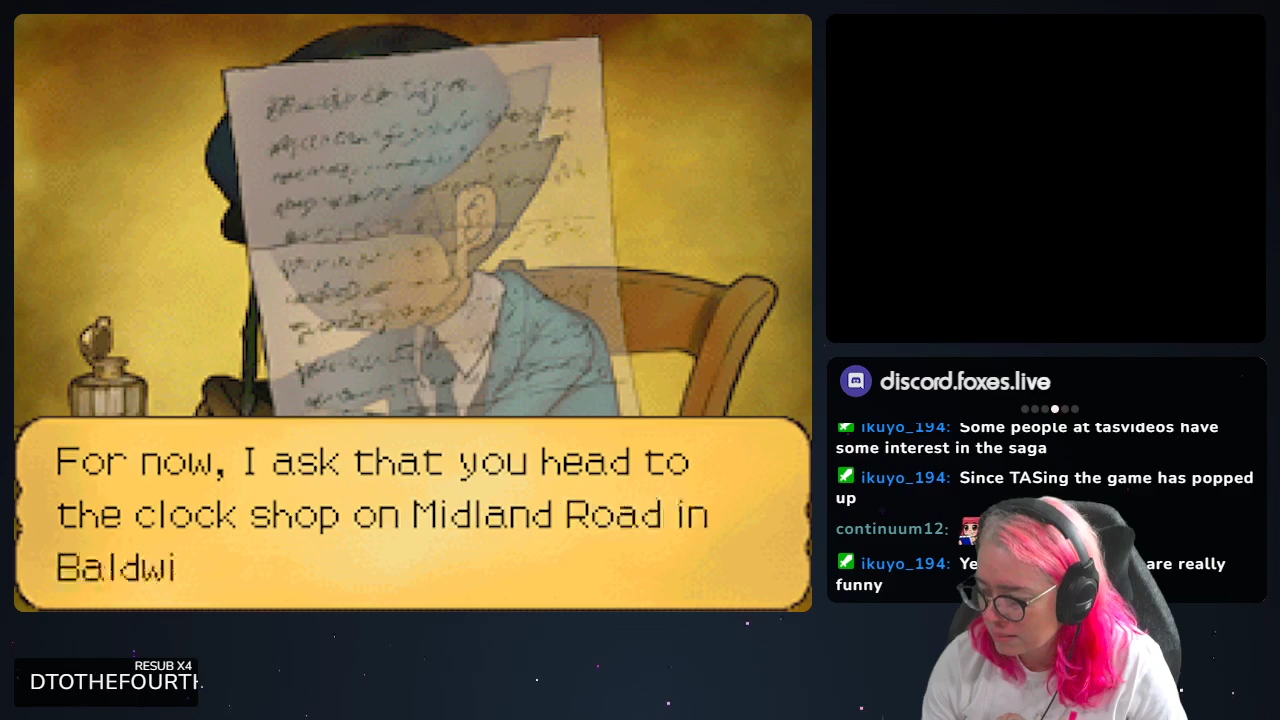 For now, I ask that you head to
the clock shop on Midland Road in
Baldwi
discord.foxes.live
ikuyo_194: Some people at tasvideos have
some interest in the saga
ikuyo_194: Since TASing the game has popped
up
continuum12:
ikuyo_194: Ye are really
funny
RESUB X4
DTOTHEFOURTH